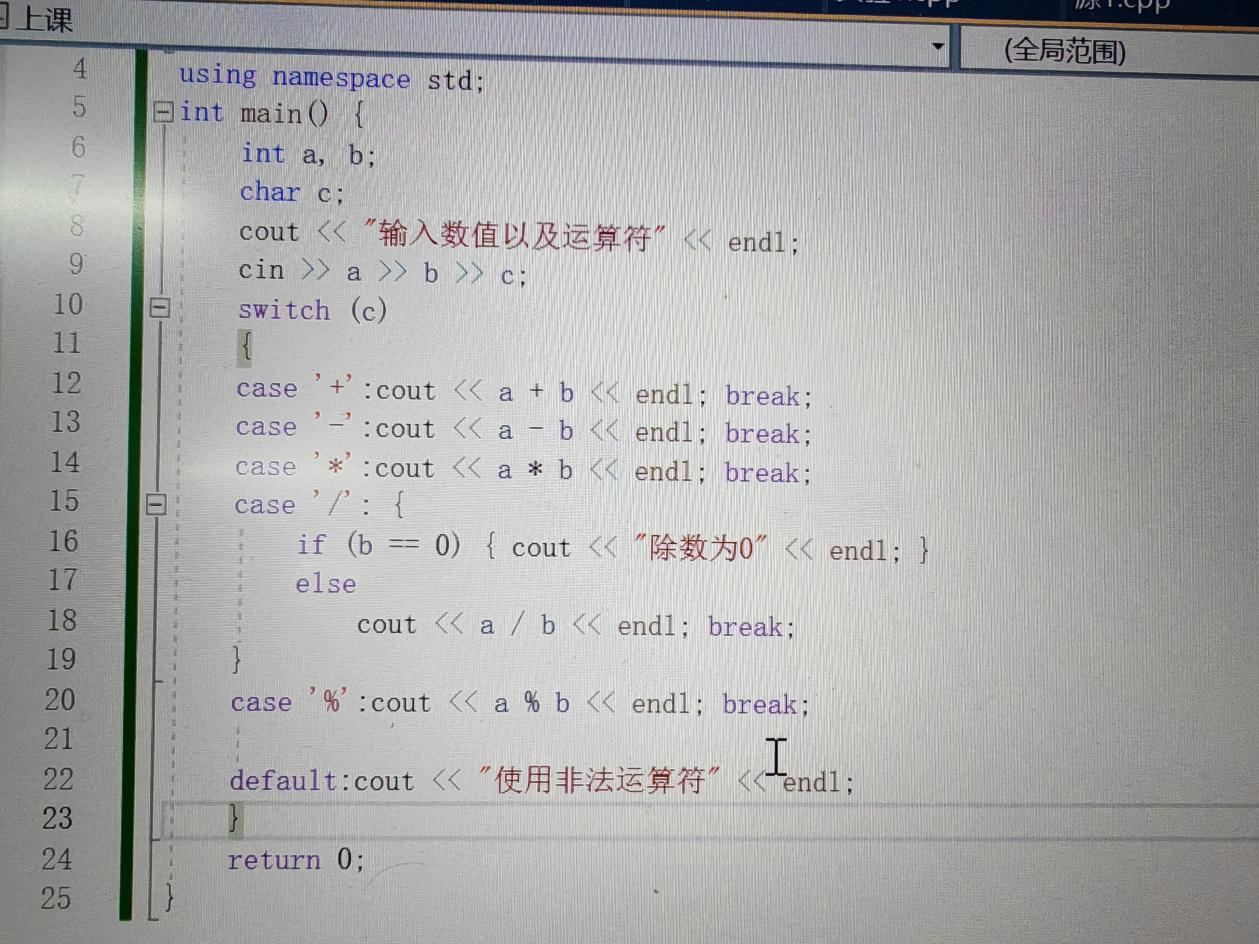 上课
(全局范围)
4 using namespace std;
5 int main() {
6 int a, b;
7 char c;
8 cout << "输入数值以及运算符" << endl;
9 cin >> a >> b >> c;
10 switch (c)
11 {
12 case '+':cout << a + b << endl; break;
13 case '-':cout << a - b << endl; break;
14 case '*':cout << a * b << endl; break;
15 case '/': {
16 if (b == 0) { cout << "除数为0" << endl; }
17 else
18 cout << a / b << endl; break;
19 }
20 case '%':cout << a % b << endl; break;
21
22 default:cout << "使用非法运算符" << endl;
23 }
24 return 0;
25 }